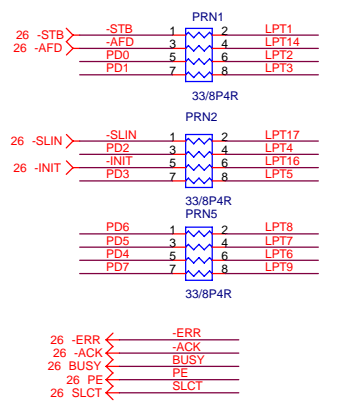 PRN1
26 -STB -STB 1 2 LPT1
26 -AFD -AFD 3 4 LPT14
PD0 5 6 LPT2
PD1 7 8 LPT3
33/8P4R
PRN2
26 -SLIN -SLIN 1 2 LPT17
PD2 3 4 LPT4
26 -INIT -INIT 5 6 LPT16
PD3 7 8 LPT5
33/8P4R
PRN5
PD6 1 2 LPT8
PD5 3 4 LPT7
PD4 5 6 LPT6
PD7 7 8 LPT9
33/8P4R
26 -ERR -ERR
26 -ACK -ACK
26 BUSY BUSY
26 PE PE
26 SLCT SLCT